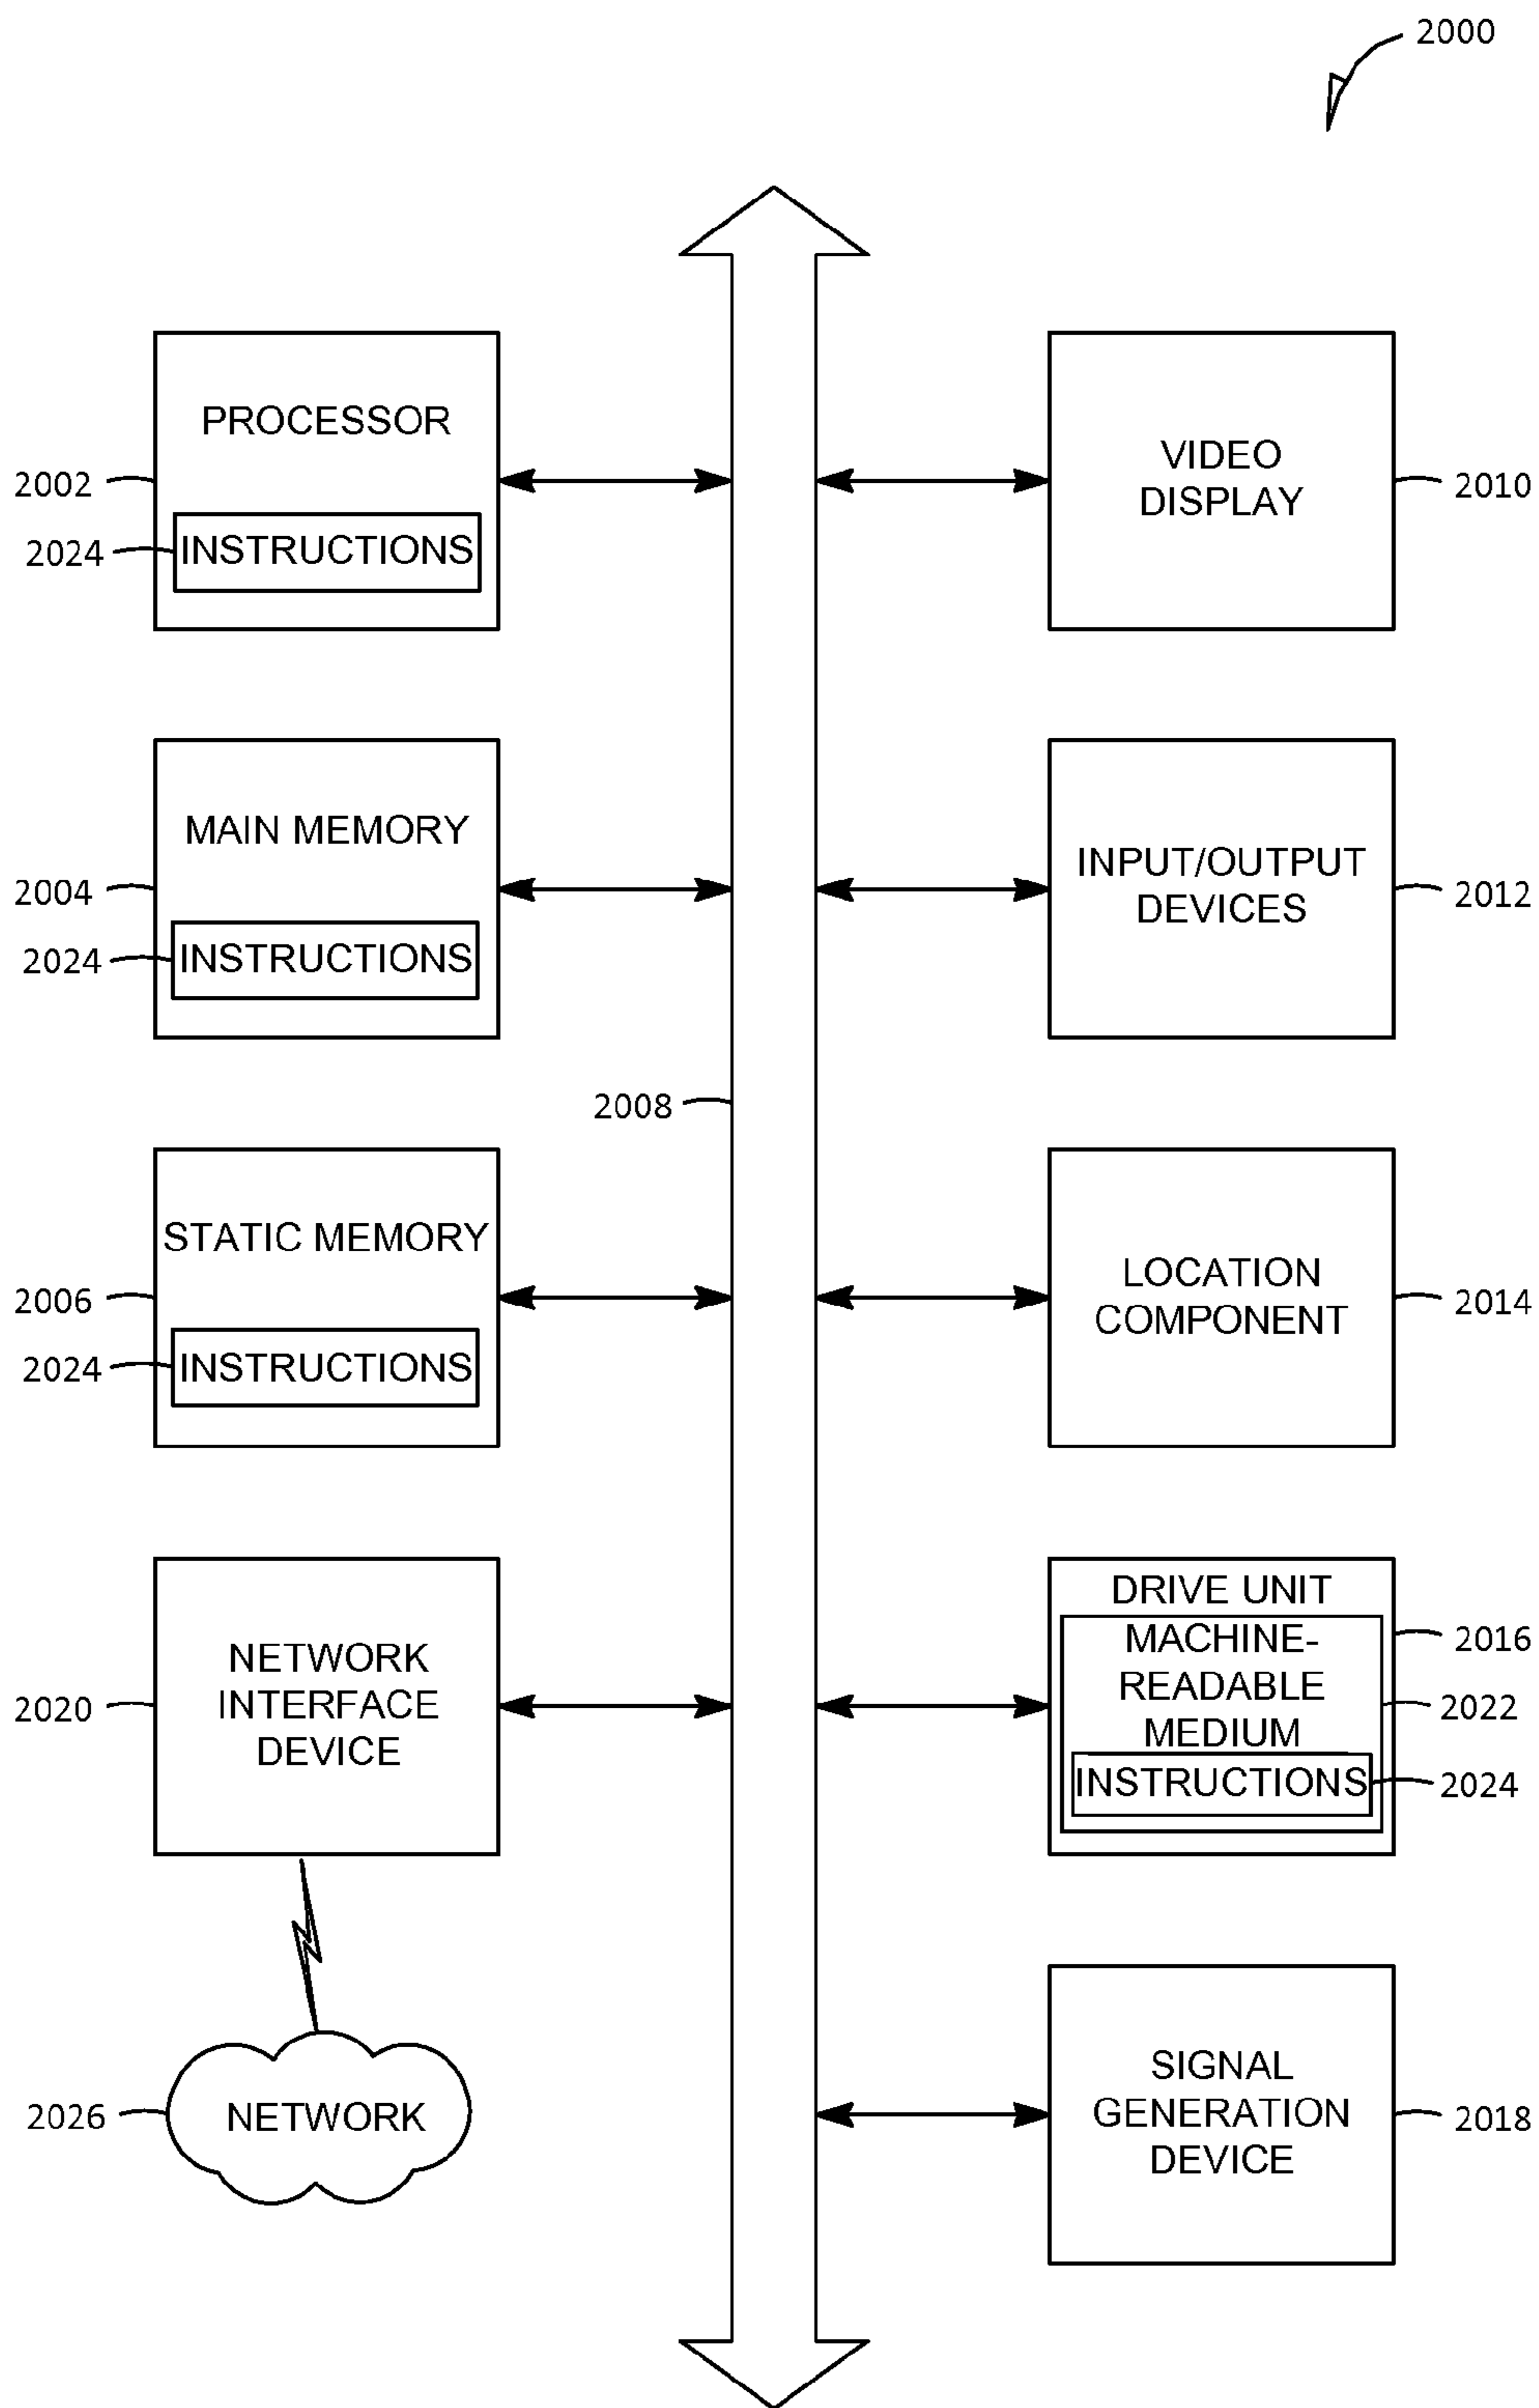 2000
PROCESSOR
2002
2024
INSTRUCTIONS
VIDEO
DISPLAY
2010
MAIN MEMORY
2004
2024
INSTRUCTIONS
INPUT/OUTPUT
DEVICES
2012
2008
STATIC MEMORY
2006
2024
INSTRUCTIONS
LOCATION
COMPONENT
2014
NETWORK
INTERFACE
DEVICE
2020
DRIVE UNIT
2016
MACHINE-
READABLE
MEDIUM
2022
INSTRUCTIONS
2024
2026
NETWORK
SIGNAL
GENERATION
DEVICE
2018